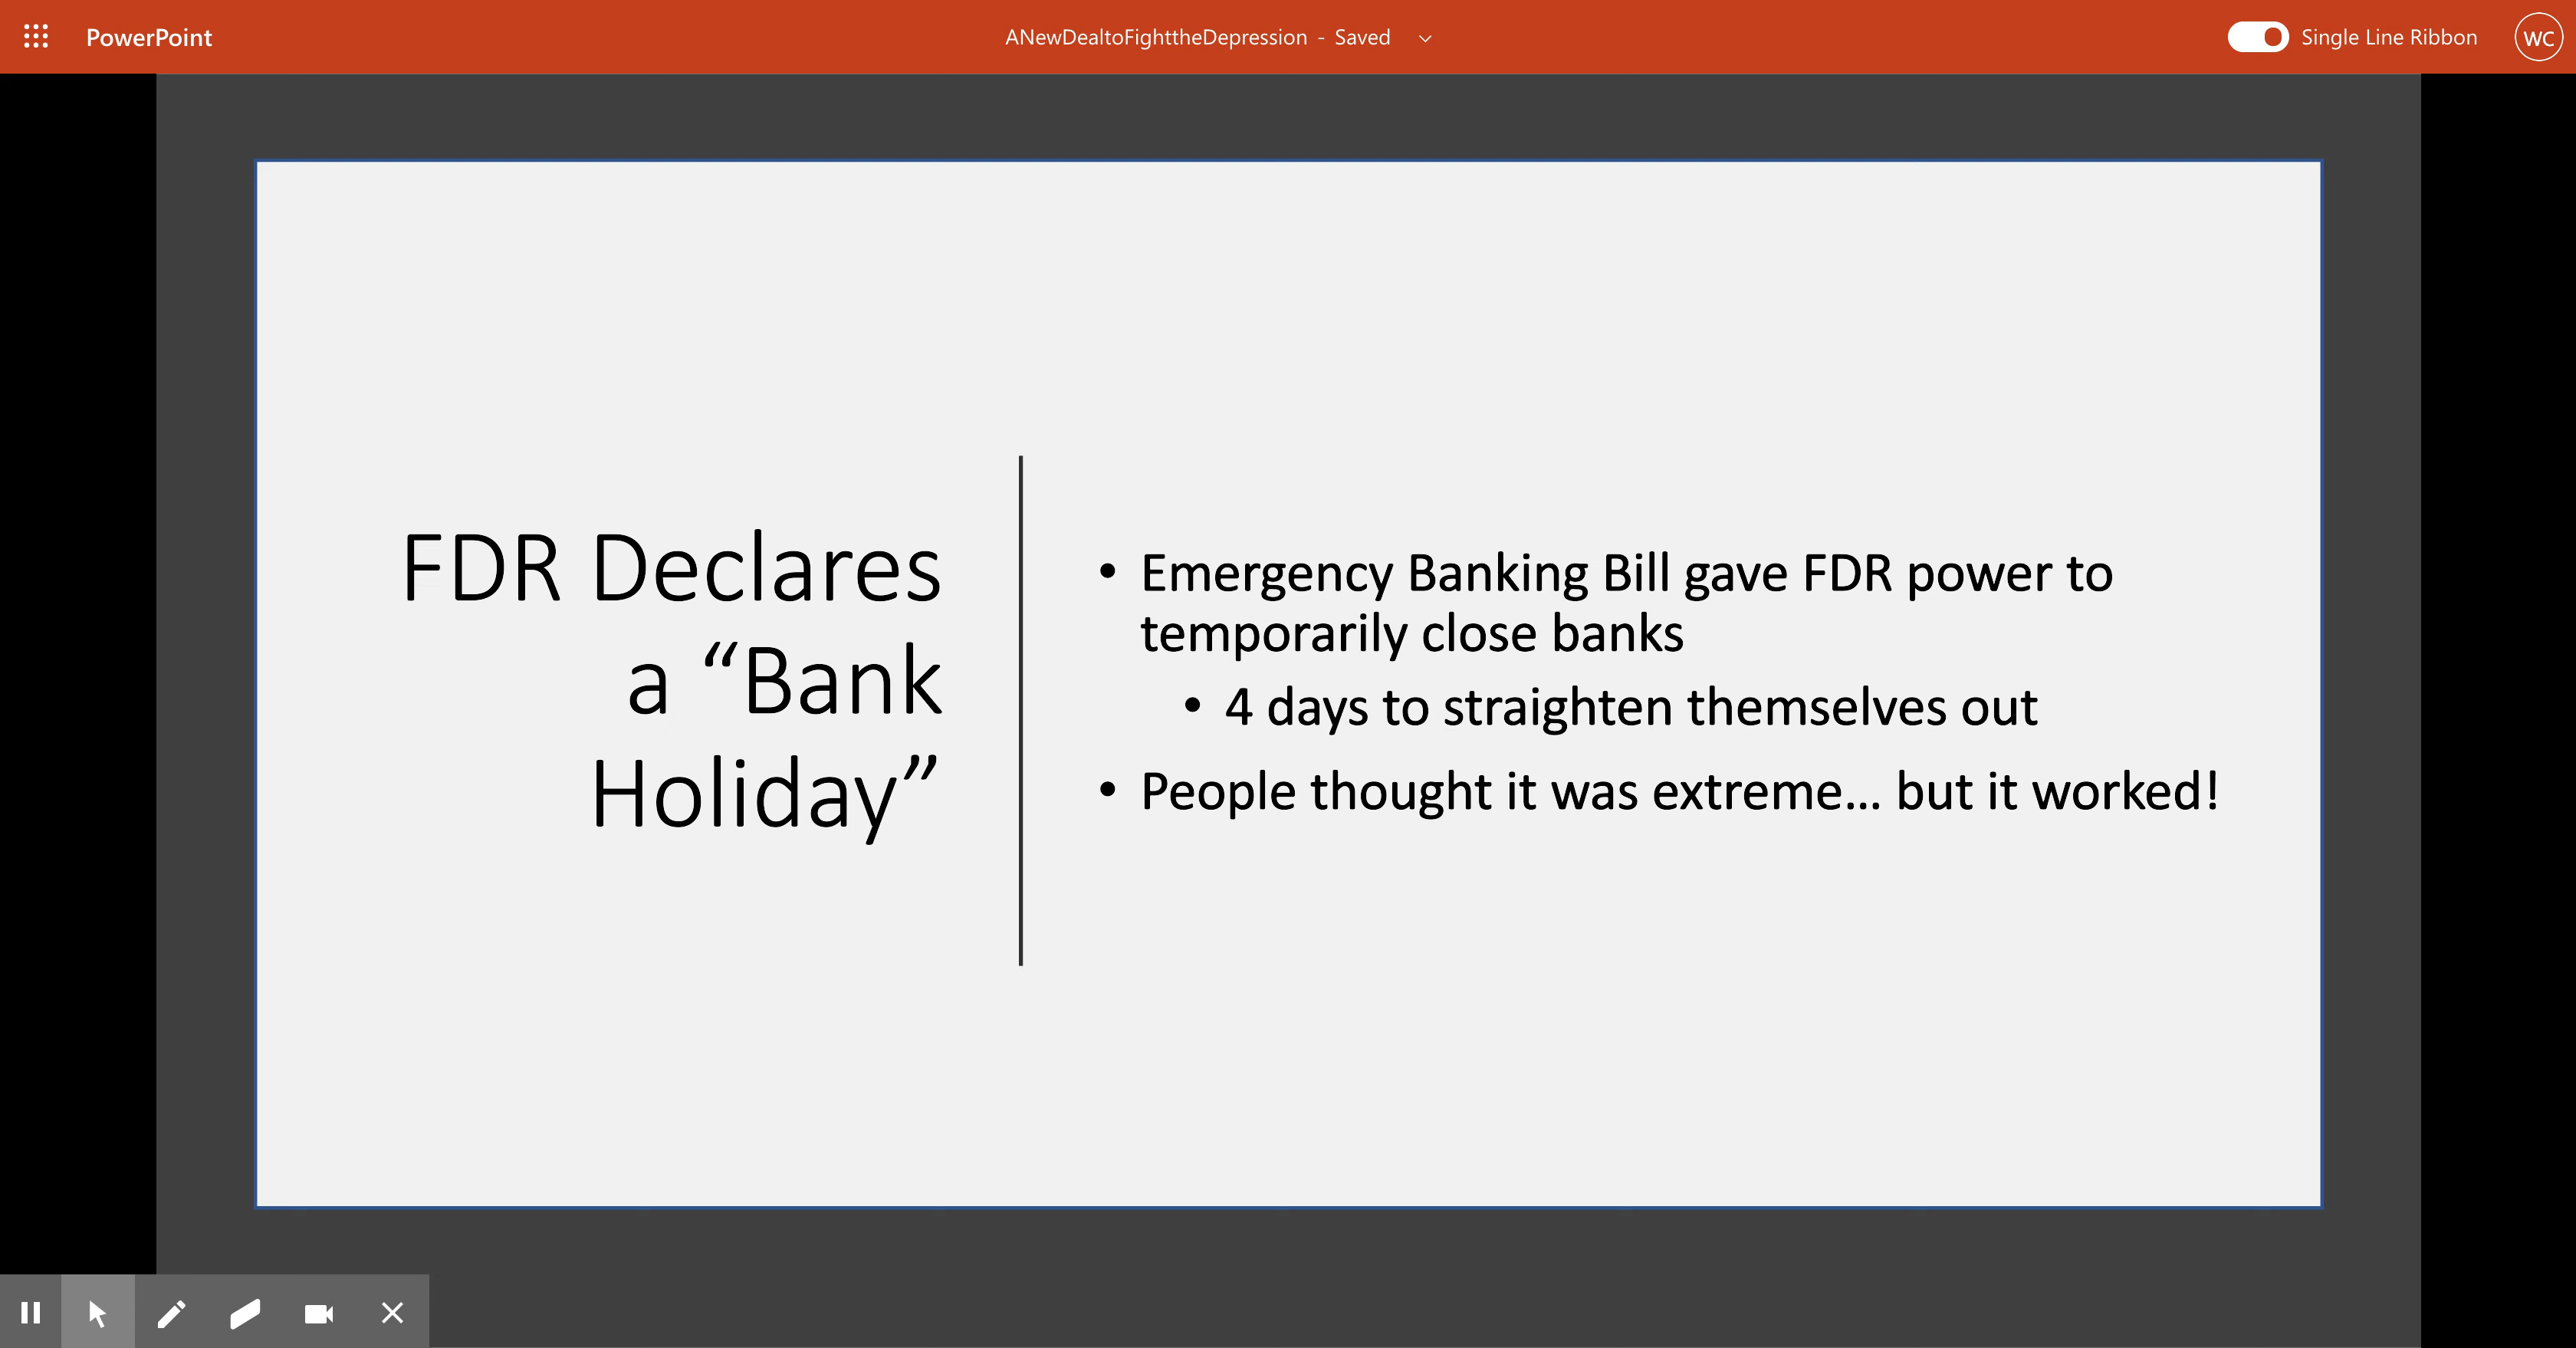 PowerPoint
ANewDealtoFighttheDepression - Saved
Single Line Ribbon
WC
FDR Declares
a “Bank
Holiday”
• Emergency Banking Bill gave FDR power to
temporarily close banks
• 4 days to straighten themselves out
• People thought it was extreme... but it worked!